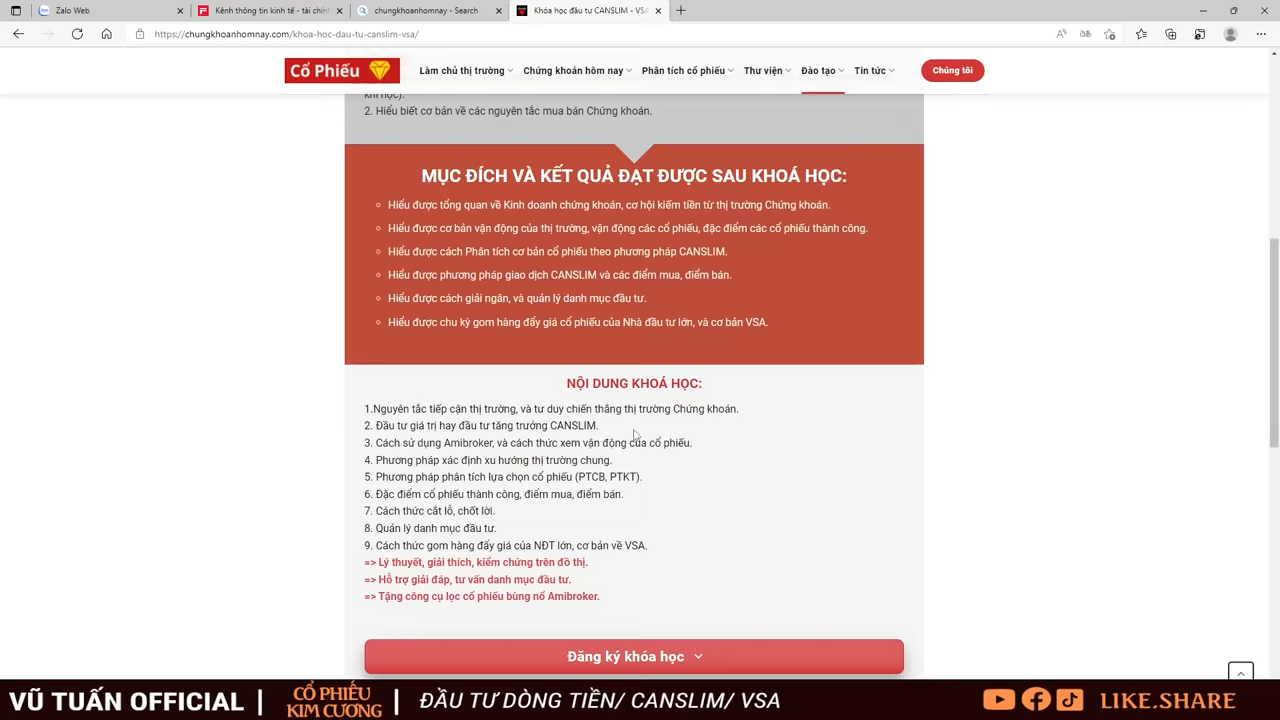 Zalo Web
Kênh thông tin kinh tế - tài chính
chungkhoanhomnay - Search
Khóa học đầu tư CANSLIM - VSA
https://chungkhoanhomnay.com/khoa-hoc-dau-tu-canslim-vsa/
Cổ Phiếu
Làm chủ thị trường
Chứng khoán hôm nay
Phân tích cổ phiếu
Thư viện
Đào tạo
Tin tức
Chúng tôi
khi học).
2. Hiểu biết cơ bản về các nguyên tắc mua bán Chứng khoán.
MỤC ĐÍCH VÀ KẾT QUẢ ĐẠT ĐƯỢC SAU KHOÁ HỌC:
Hiểu được tổng quan về Kinh doanh chứng khoán, cơ hội kiếm tiền từ thị trường Chứng khoán.
Hiểu được cơ bản vận động của thị trường, vận động các cổ phiếu, đặc điểm các cổ phiếu thành công.
Hiểu được cách Phân tích cơ bản cổ phiếu theo phương pháp CANSLIM.
Hiểu được phương pháp giao dịch CANSLIM và các điểm mua, điểm bán.
Hiểu được cách giải ngân, và quản lý danh mục đầu tư.
Hiểu được chu kỳ gom hàng đẩy giá cổ phiếu của Nhà đầu tư lớn, và cơ bản VSA.
NỘI DUNG KHOÁ HỌC:
1.Nguyên tắc tiếp cận thị trường, và tư duy chiến thắng thị trường Chứng khoán.
2. Đầu tư giá trị hay đầu tư tăng trưởng CANSLIM.
3. Cách sử dụng Amibroker, và cách thức xem vận động của cổ phiếu.
4. Phương pháp xác định xu hướng thị trường chung.
5. Phương pháp phân tích lựa chọn cổ phiếu (PTCB, PTKT).
6. Đặc điểm cổ phiếu thành công, điểm mua, điểm bán.
7. Cách thức cắt lỗ, chốt lời.
8. Quản lý danh mục đầu tư.
9. Cách thức gom hàng đẩy giá của NĐT lớn, cơ bản về VSA.
=> Lý thuyết, giải thích, kiểm chứng trên đồ thị.
=> Hỗ trợ giải đáp, tư vấn danh mục đầu tư.
=> Tặng công cụ lọc cổ phiếu bùng nổ Amibroker.
Đăng ký khóa học
VŨ TUẤN OFFICIAL |
CỔ PHIẾU
KIM CƯƠNG
| ĐẦU TƯ DÒNG TIỀN/ CANSLIM/ VSA
LIKE.SHARE